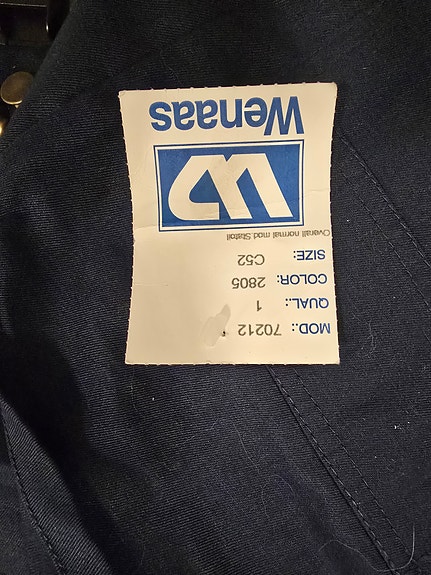 MOD.: 70212
QUAL.: 1
COLOR: 2805
SIZE: C52
Overall normal mod Statoil
Wenaas